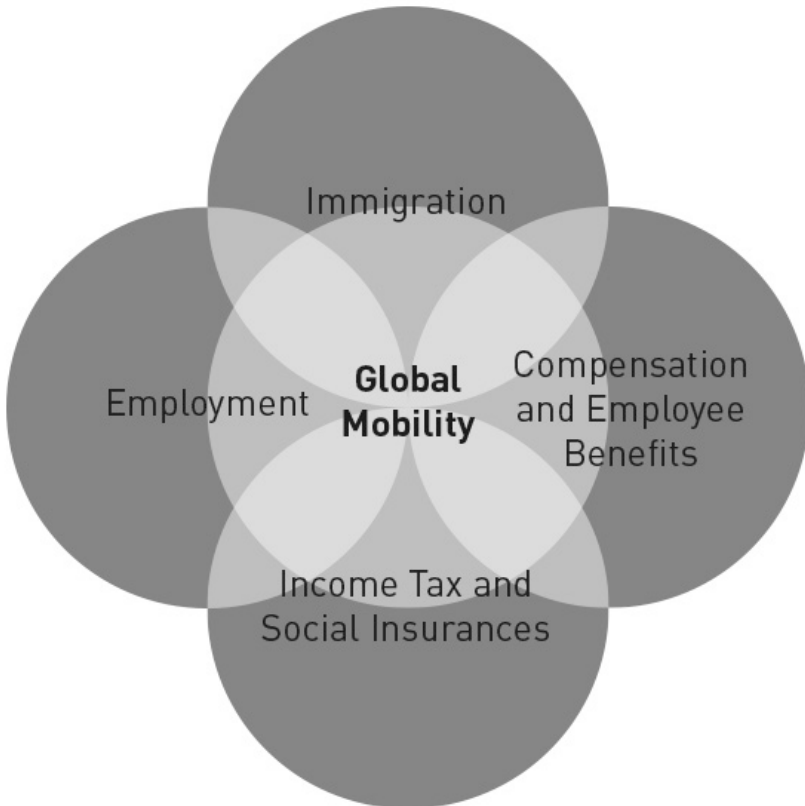 Immigration
Employment
Global
Mobility
Compensation
and Employee
Benefits
Income Tax and
Social Insurances